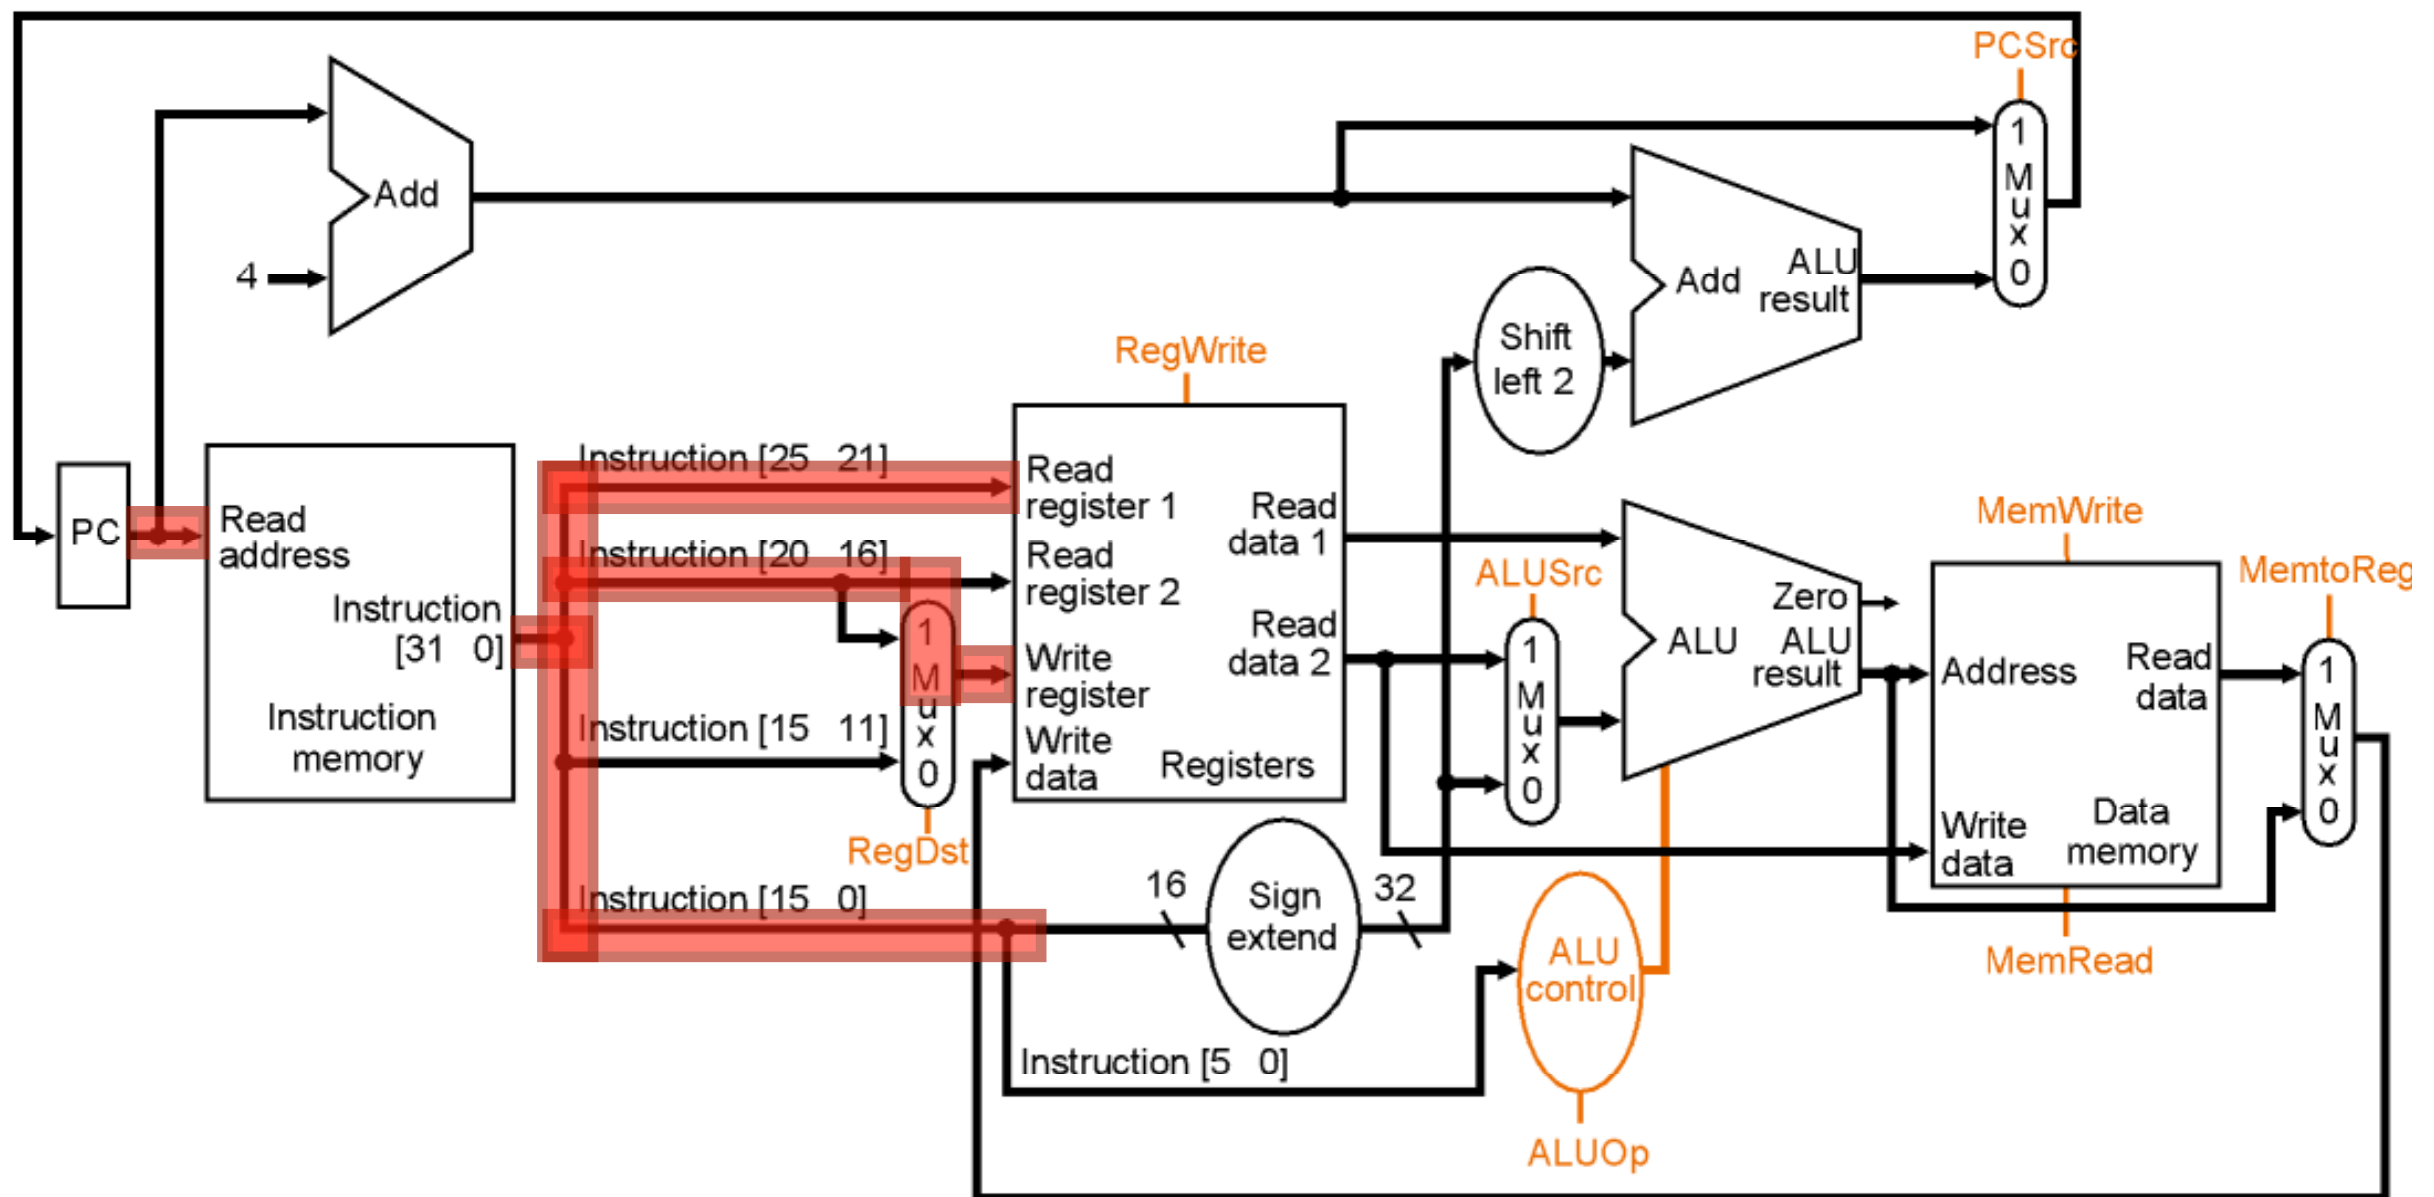 PCSrc
1
M
u
x
0
Add
4
Add
ALU
result
Shift
left 2
RegWrite
PC
Read
address
Instruction
[31 0]
Instruction
memory
Instruction [25 21]
Instruction [20 16]
Instruction [15 11]
Instruction [15 0]
1
M
u
x
0
RegDst
Read
register 1
Read
register 2
Write
register
Write
data
Read
data 1
Read
data 2
Registers
16
Sign
extend
32
Instruction [5 0]
ALUSrc
1
M
u
x
0
Zero
ALU
ALU
result
ALU
control
ALUOp
MemWrite
Address
Read
data
Write
data
Data
memory
MemRead
MemtoReg
1
M
u
x
0